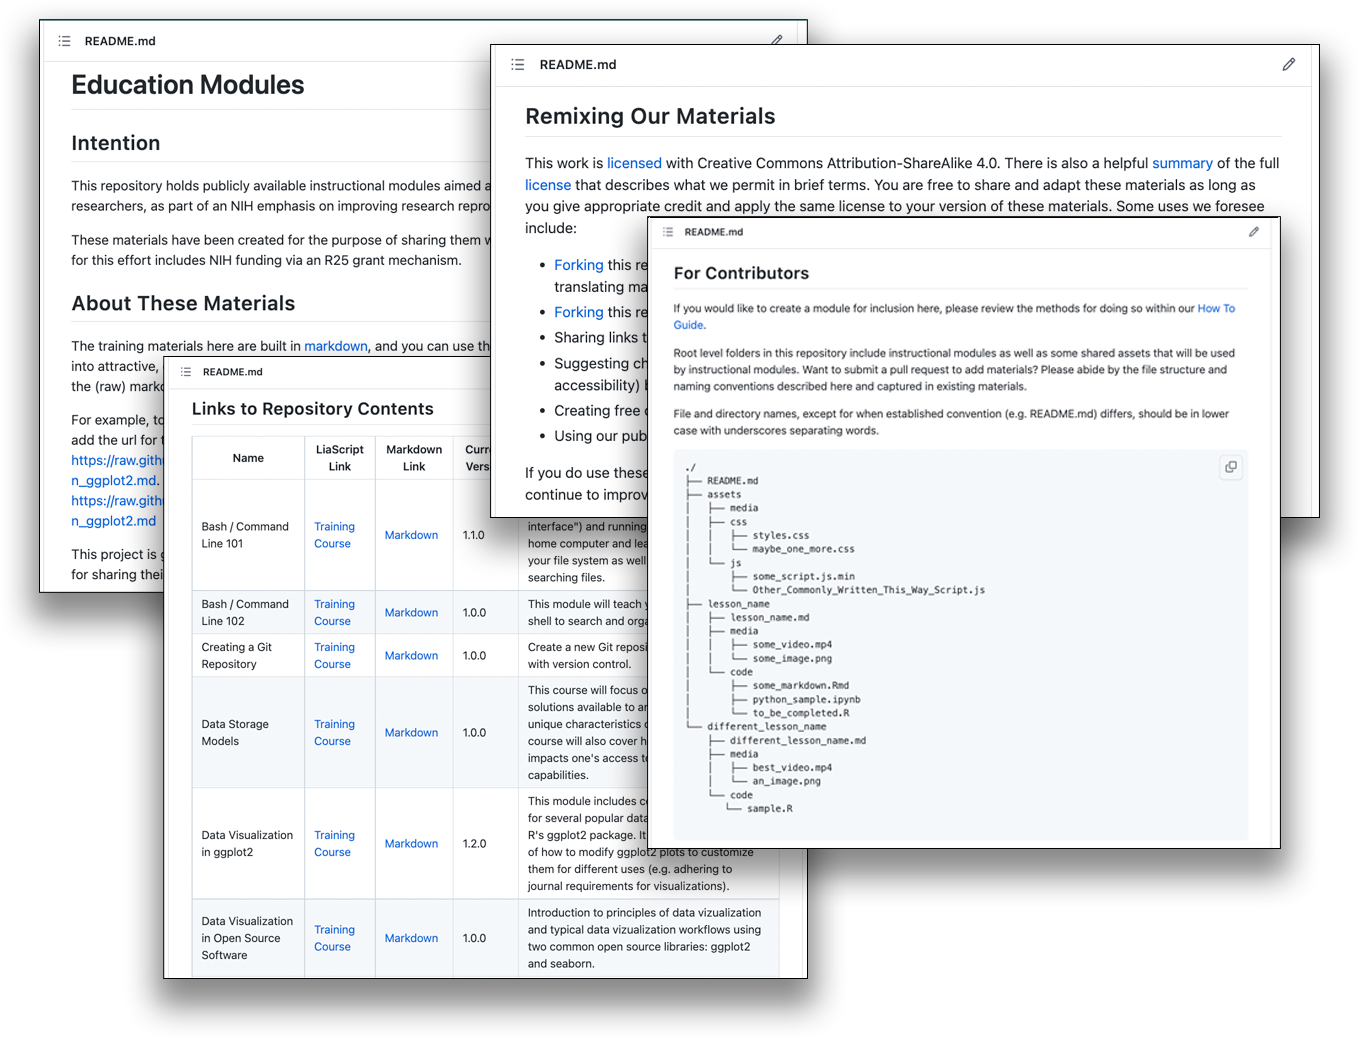 README.md
Education Modules
Intention
This repository holds publicly available instructional modules aimed
researchers, as part of an NIH emphasis on improving research
These materials have been created for the purpose of sharing them
for this effort includes NIH funding via an R25 grant mechanism.
About These Materials
The training materials here are built in markdown, and you can use
into attractive,
the (raw)
For example,
add the url for
https://raw.
n_ggplot2.md.
https://raw.
n_ggplot2.md
This project is
for sharing
README.md
Remixing Our Materials
This work is licensed with Creative Commons Attribution-ShareAlike 4.0. There is also a helpful summary of the full
license that describes what we permit in brief terms. You are free to share and adapt these materials as long as
you give appropriate credit and apply the same license to your version of these materials. Some uses we foresee
include:
• Forking this
translating
• Forking this
• Sharing links
• Suggesting
accessibility)
• Creating free
• Using our
If you do use these
continue to
README.md
Links to Repository Contents
Name
LiaScript
Link
Markdown
Link
Bash / Command
Line 101
Training
Course
Markdown
1.1.0
interface") and running
home computer and
your file system as well
searching files.
Bash / Command
Line 102
Training
Course
Markdown
1.0.0
This module will teach
shell to search and
Creating a Git
Repository
Training
Course
Markdown
1.0.0
Create a new Git
with version control.
Data Storage
Models
Training
Course
Markdown
1.0.0
This course will focus
solutions available to
unique characteristics
course will also cover
impacts one's access
capabilities.
Data Visualization
in ggplot2
Training
Course
Markdown
1.2.0
This module includes
for several popular
R's ggplot2 package. It
of how to modify ggplot2 plots to customize
them for different uses (e.g. adhering to
journal requirements for visualizations).
Data Visualization
in Open Source
Software
Training
Course
Markdown
1.0.0
Introduction to principles of data vizualization
and typical data vizualization workflows using
two common open source libraries: ggplot2
and seaborn.
README.md
For Contributors
If you would like to create a module for inclusion here, please review the methods for doing so within our How To
Guide.
Root level folders in this repository include instructional modules as well as some shared assets that will be used
by instructional modules. Want to submit a pull request to add materials? Please abide by the file structure and
naming conventions described here and captured in existing materials.
File and directory names, except for when established convention (e.g. README.md) differs, should be in lower
case with underscores separating words.
./
├── README.md
├── assets
│   ├── media
│   ├── css
│   │   ├── styles.css
│   │   └── maybe_one_more.css
│   └── js
│       ├── some_script.js.min
│       └── Other_Commonly_Written_This_Way_Script.js
├── lesson_name
│   ├── lesson_name.md
│   ├── media
│   │   ├── some_video.mp4
│   │   └── some_image.png
│   └── code
│       ├── some_markdown.Rmd
│       ├── python_sample.ipynb
│       └── to_be_completed.R
└── different_lesson_name
    ├── different_lesson_name.md
    ├── media
    │   ├── best_video.mp4
    │   └── an_image.png
    └── code
        └── sample.R